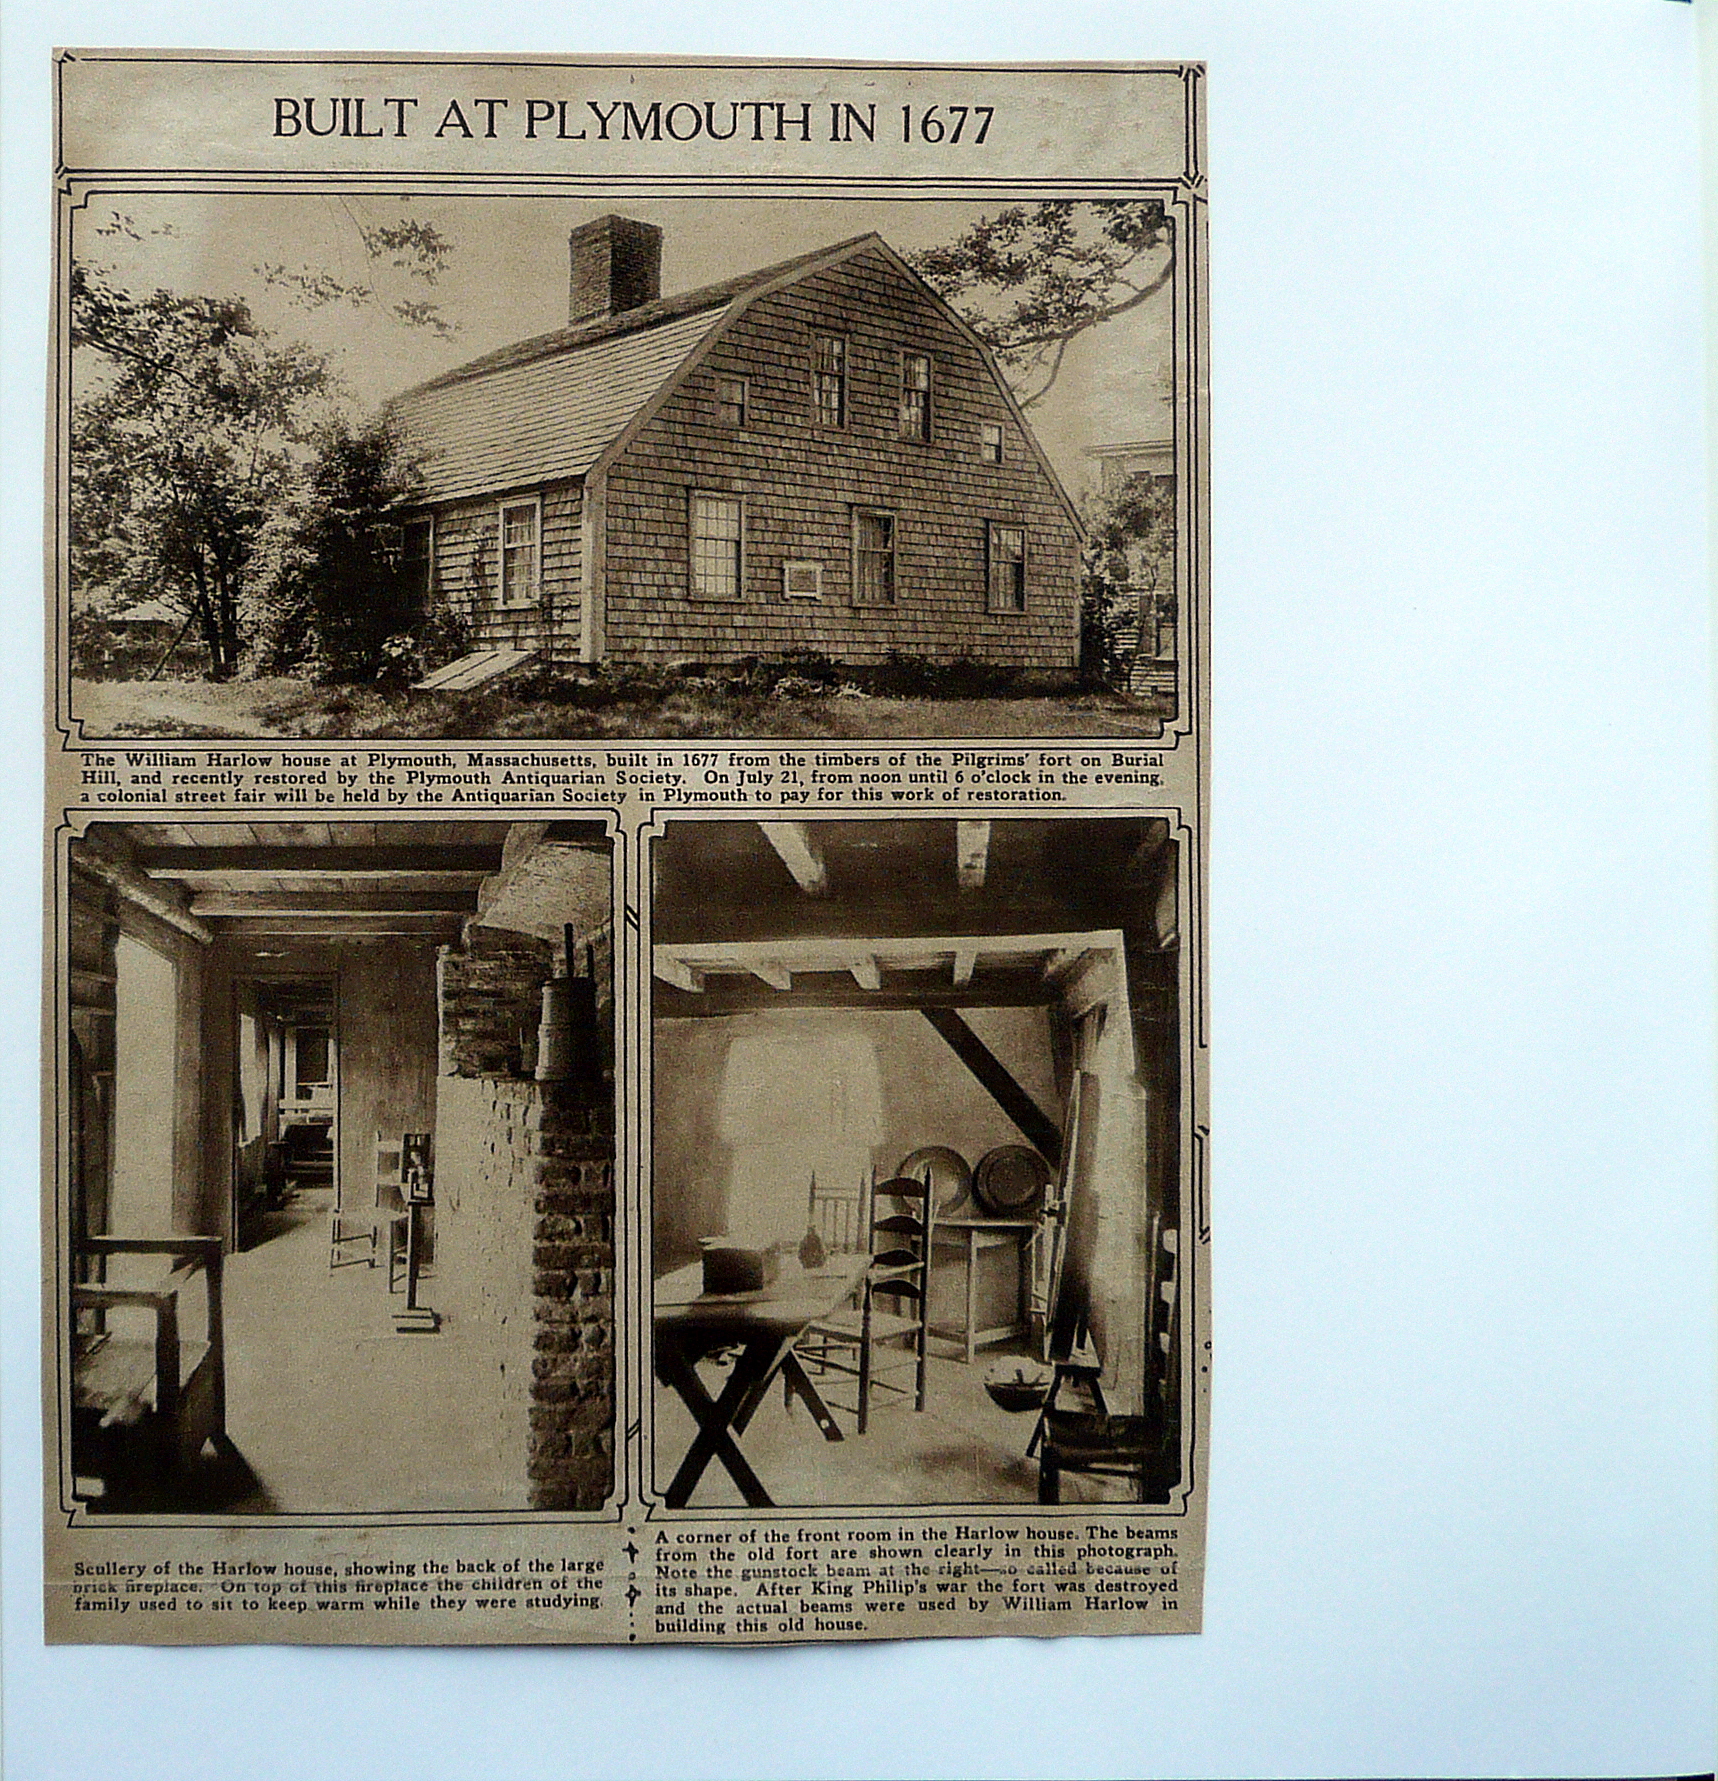 BUILT AT PLYMOUTH IN 1677
The William Harlow house at Plymouth, Massachusetts, built in 1677 from the timbers of the Pilgrims' fort on Burial
Hill, and recently restored by the Plymouth Antiquarian Society. On July 21, from noon until 6 o'clock in the evening,
a colonial street fair will be held by the Antiquarian Society in Plymouth to pay for this work of restoration.
Scullery of the Harlow house, showing the back of the large
brick fireplace. On top of this fireplace the children of the
family used to sit to keep warm while they were studying.
A corner of the front room in the Harlow house. The beams
from the old fort are shown clearly in this photograph.
Note the gunstock beam at the right—so called because of
its shape. After King Philip's war the fort was destroyed
and the actual beams were used by William Harlow in
building this old house.